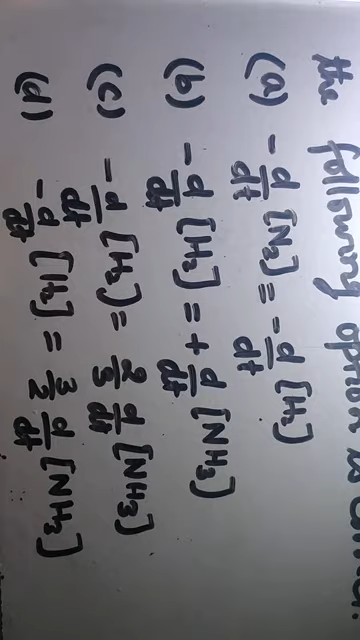 the following option is correct.
(a) -d/dt [N2] = -d/dt [H2]
(b) -d/dt [H2] = +d/dt [NH3]
(c) -d/dt [H2) = 2/3 d/dt [NH3)
(d) -d/dt [H2] = 3/2 d/dt [NH3]